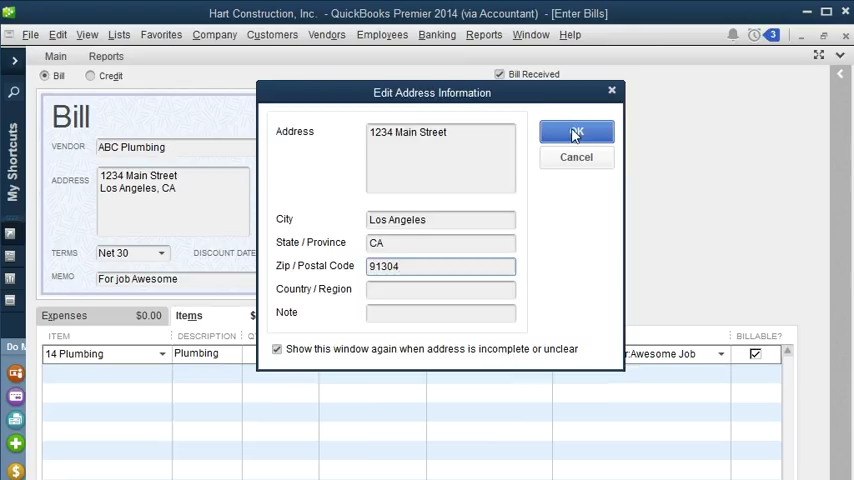 Hart Construction, Inc. - QuickBooks Premier 2014 (via Accountant) - [Enter Bills]
File Edit View Lists Favorites Company Customers Vendors Employees Banking Reports Window Help 3
Main Reports
Bill Credit Bill Received
Edit Address Information
Bill
VENDOR ABC Plumbing
ADDRESS 1234 Main Street
Los Angeles, CA
TERMS Net 30 DISCOUNT DATE
MEMO For job Awesome
Address 1234 Main Street
OK
Cancel
City Los Angeles
State / Province CA
Zip / Postal Code 91304
Country / Region
Note
Show this window again when address is incomplete or unclear
My Shortcuts
Expenses $0.00 Items $
ITEM DESCRIPTION Q BILLABLE?
14 Plumbing Plumbing r:Awesome Job
Do M